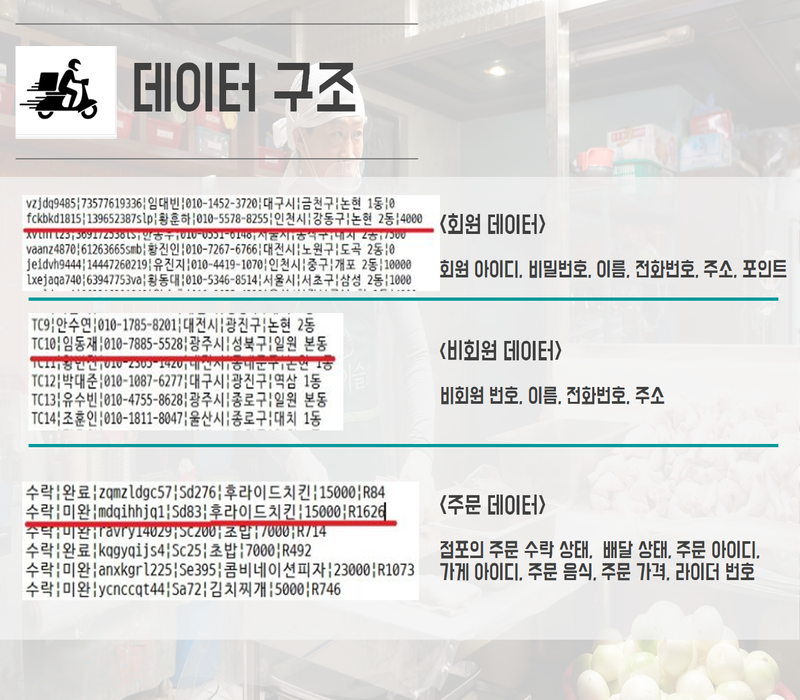 데이터 구조
vzjdq9485¦73577619336¦임대빈¦010-1452-3720¦대구시¦금천구¦논현 1동¦0
fckbkd1815¦139652387slp¦황훈하¦010-5578-8255¦인천시¦강동구¦논현 2동¦4000
vaanz4870¦61263665smb¦황진인¦010-7267-6766¦대전시¦노원구¦도곡 2동¦0
jeidvh9444¦14447260219¦유진지¦010-4419-1070¦인천시¦중구¦개포 2동¦10000
lxejaqa740¦63947753va¦황동대¦010-5346-8514¦서울시¦서초구¦삼성 2동¦1000
<회원 데이터>
회원 아이디, 비밀번호, 이름, 전화번호, 주소, 포인트
TC9¦안수연¦010-1785-8201¦대전시¦광진구¦논현 2동
TC10¦임동재¦010-7885-5528¦광주시¦성북구¦일원 본동
TC12¦박대준¦010-1087-6277¦대구시¦광진구¦역삼 1동
TC13¦유수빈¦010-4755-8628¦광주시¦종로구¦일원 본동
TC14¦조훈인¦010-1811-8047¦울산시¦종로구¦대치 1동
<비회원 데이터>
비회원 번호, 이름, 전화번호, 주소
수락¦완료¦zqmzldgc57¦Sd276¦후라이드치킨¦15000¦R84
수락¦미완¦mdqihhjq1¦Sd83¦후라이드치킨¦15000¦R1626
수락¦미완¦ravry14029¦Sc200¦초밥¦7000¦R714
수락¦완료¦kqgyqijs4¦Sc25¦초밥¦7000¦R492
수락¦미완¦anxkgrl225¦Se395¦콤비네이션피자¦23000¦R1073
수락¦미완¦ycnccqt44¦Sa72¦김치찌개¦5000¦R746
<주문 데이터>
점포의 주문 수락 상태, 배달 상태, 주문 아이디,
가게 아이디, 주문 음식, 주문 가격, 라이더 번호